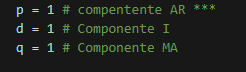 p = 1 # compentente AR ***
d = 1 # Componente I
q = 1 # Componente MA